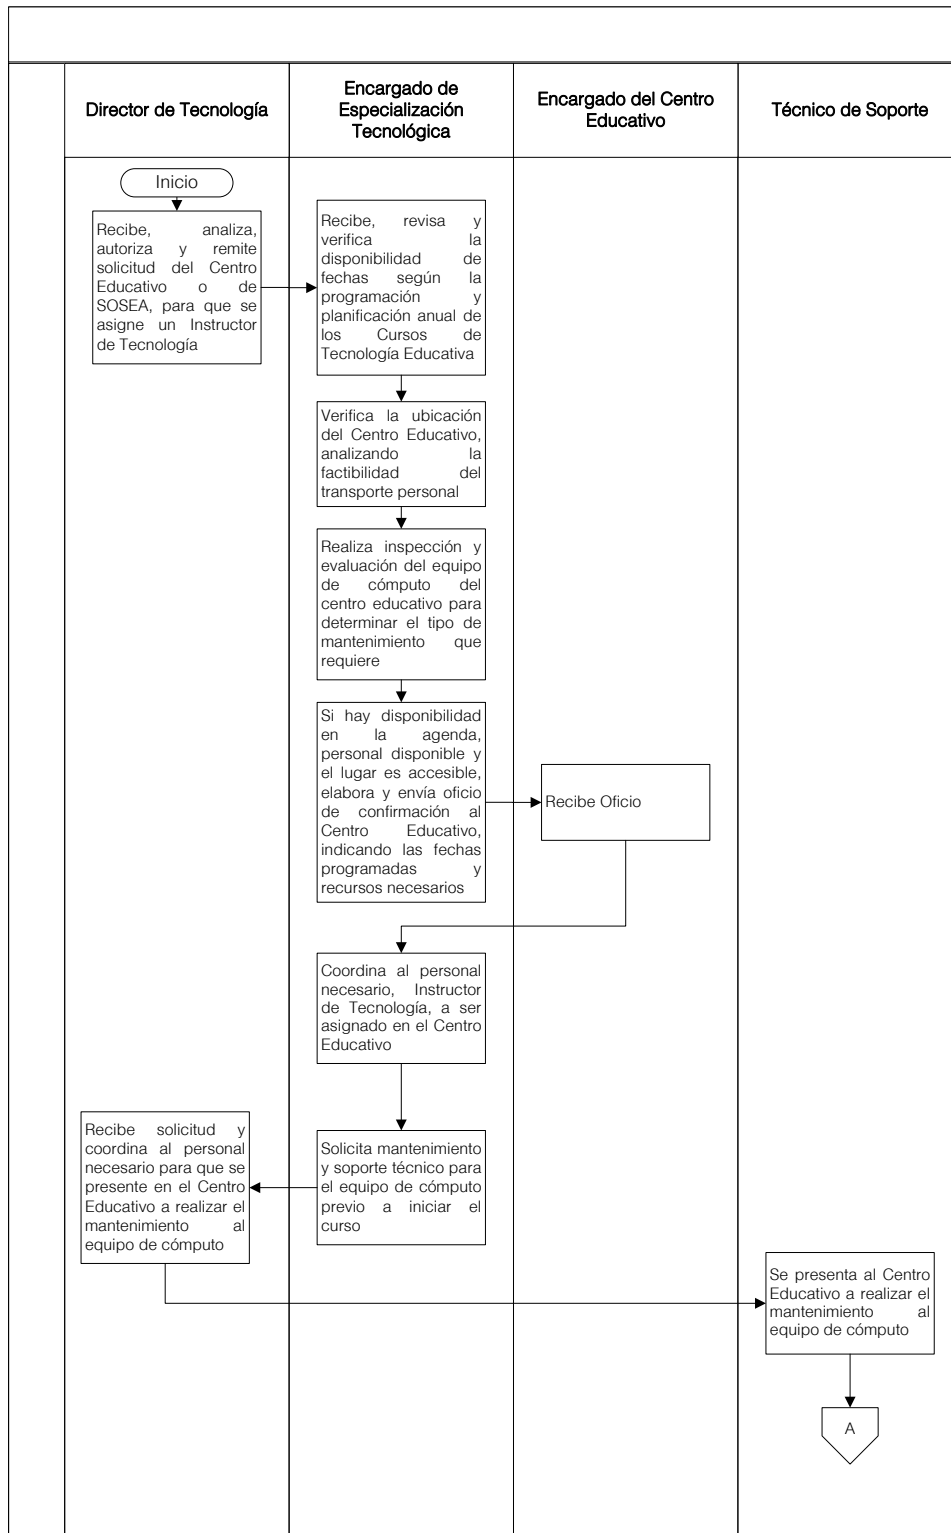 Director de Tecnología
Encargado de
Especialización
Tecnológica
Encargado del Centro
Educativo
Técnico de Soporte
Inicio
Recibe, analiza,
autoriza y remite
solicitud del Centro
Educativo o de
SOSEA, para que se
asigne un Instructor
de Tecnología
Recibe, revisa y
verifica la
disponibilidad de
fechas según la
programación y
planificación anual de
los Cursos de
Tecnología Educativa
Verifica la ubicación
del Centro Educativo,
analizando la
factibilidad del
transporte personal
Realiza inspección y
evaluación del equipo
de cómputo del
centro educativo para
determinar el tipo de
mantenimiento que
requiere
Si hay disponibilidad
en la agenda,
personal disponible y
el lugar es accesible,
elabora y envía oficio
de confirmación al
Centro Educativo,
indicando las fechas
programadas y
recursos necesarios
Recibe Oficio
Coordina al personal
necesario, Instructor
de Tecnología, a ser
asignado en el Centro
Educativo
Solicita mantenimiento
y soporte técnico para
el equipo de cómputo
previo a iniciar el
curso
Recibe solicitud y
coordina al personal
necesario para que se
presente en el Centro
Educativo a realizar el
mantenimiento al
equipo de cómputo
Se presenta al Centro
Educativo a realizar el
mantenimiento al
equipo de cómputo
A